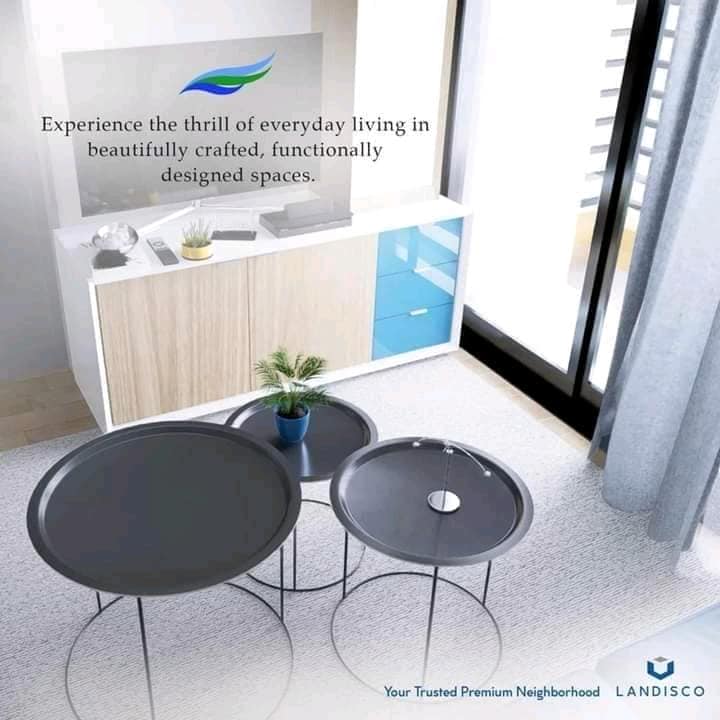 Experience the thrill of everyday living in
beautifully crafted, functionally
designed spaces.
Your Trusted Premium Neighborhood LANDISCO